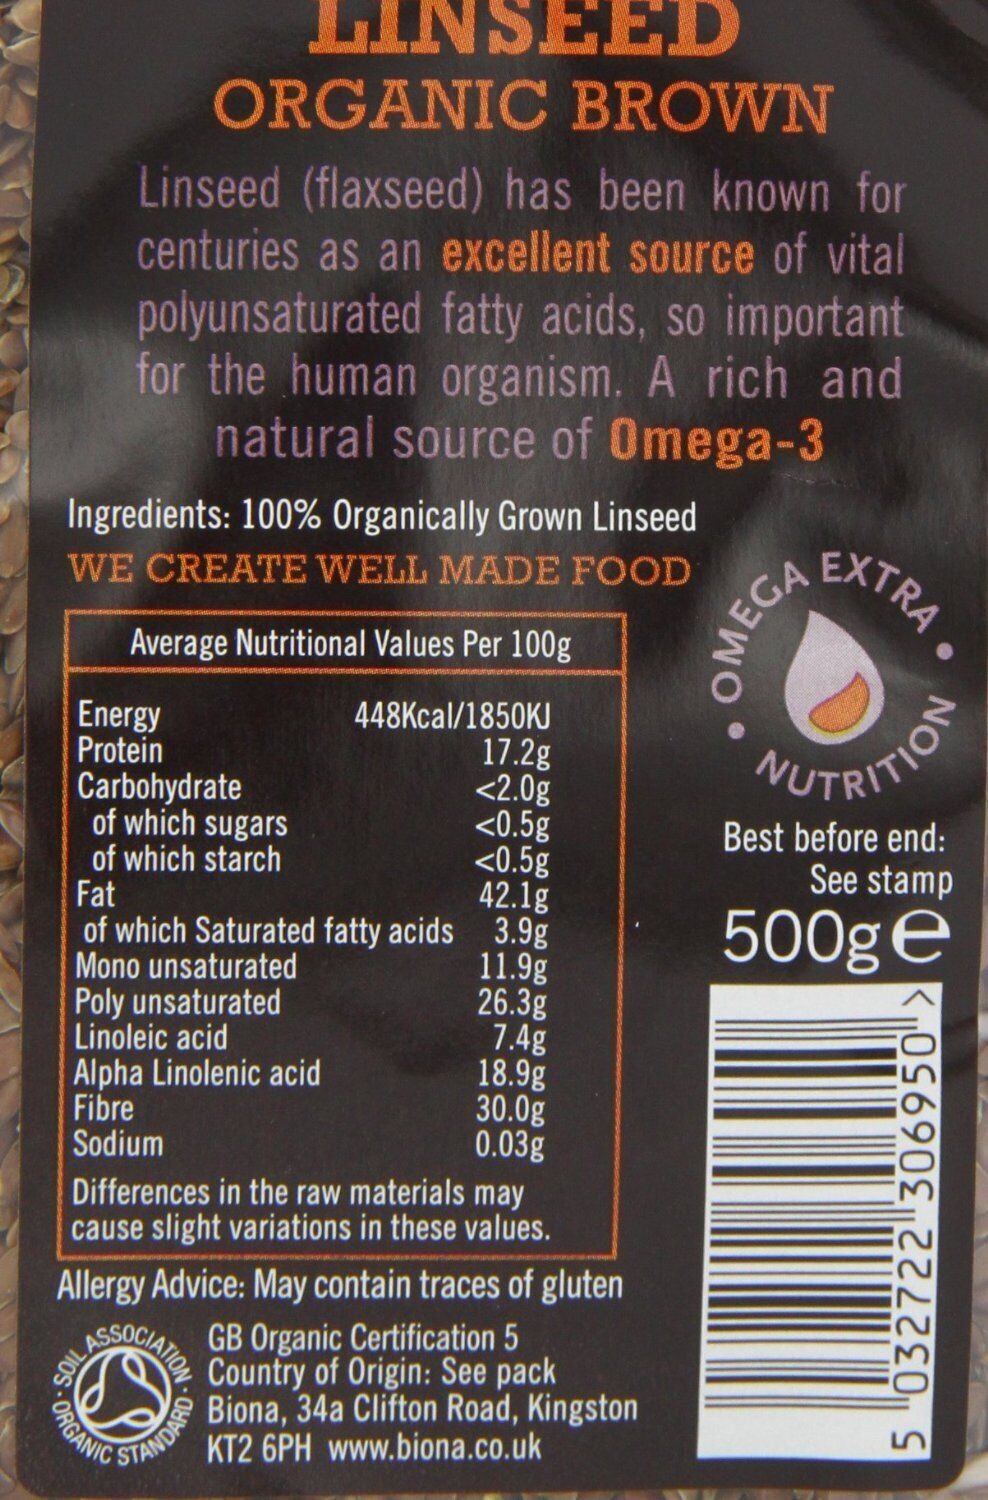 LINSEED
ORGANIC BROWN
Linseed (flaxseed) has been known for
centuries as an excellent source of vital
polyunsaturated fatty acids, so important
for the human organism. A rich and
natural source of Omega-3
Ingredients: 100% Organically Grown Linseed
WE CREATE WELL MADE FOOD
OMEGA EXTRA
NUTRITION
Average Nutritional Values Per 100g
Energy 448Kcal/1850KJ
Protein 17.2g
Carbohydrate <2.0g
of which sugars <0.5g
of which starch <0.5g
Fat 42.1g
of which Saturated fatty acids 3.9g
Mono unsaturated 11.9g
Poly unsaturated 26.3g
Linoleic acid 7.4g
Alpha Linolenic acid 18.9g
Fibre 30.0g
Sodium 0.03g
Differences in the raw materials may
cause slight variations in these values.
Best before end:
See stamp
500g e
5 032722 306950 >
Allergy Advice: May contain traces of gluten
SOIL ASSOCIATION
ORGANIC STANDARD
GB Organic Certification 5
Country of Origin: See pack
Biona, 34a Clifton Road, Kingston
KT2 6PH www.biona.co.uk